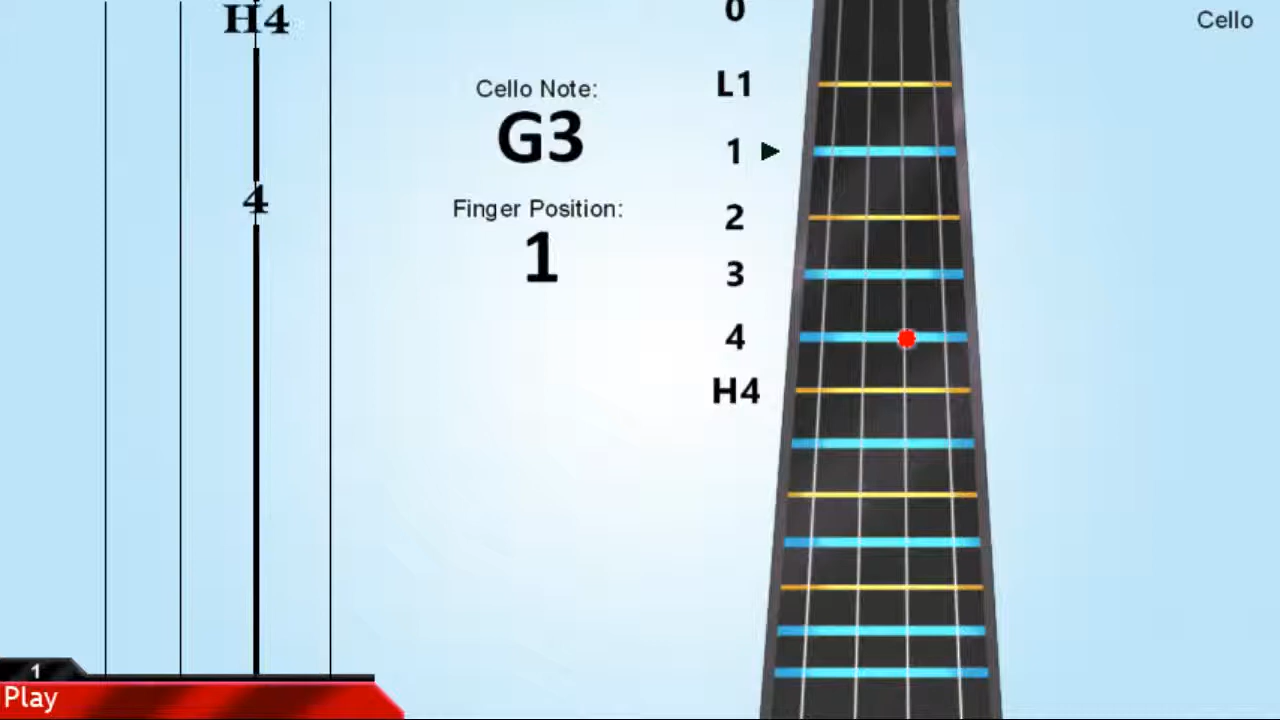 H4
4
1
Play
Cello Note:
G3
Finger Position:
1
0
L1
1
2
3
4
H4
Cello